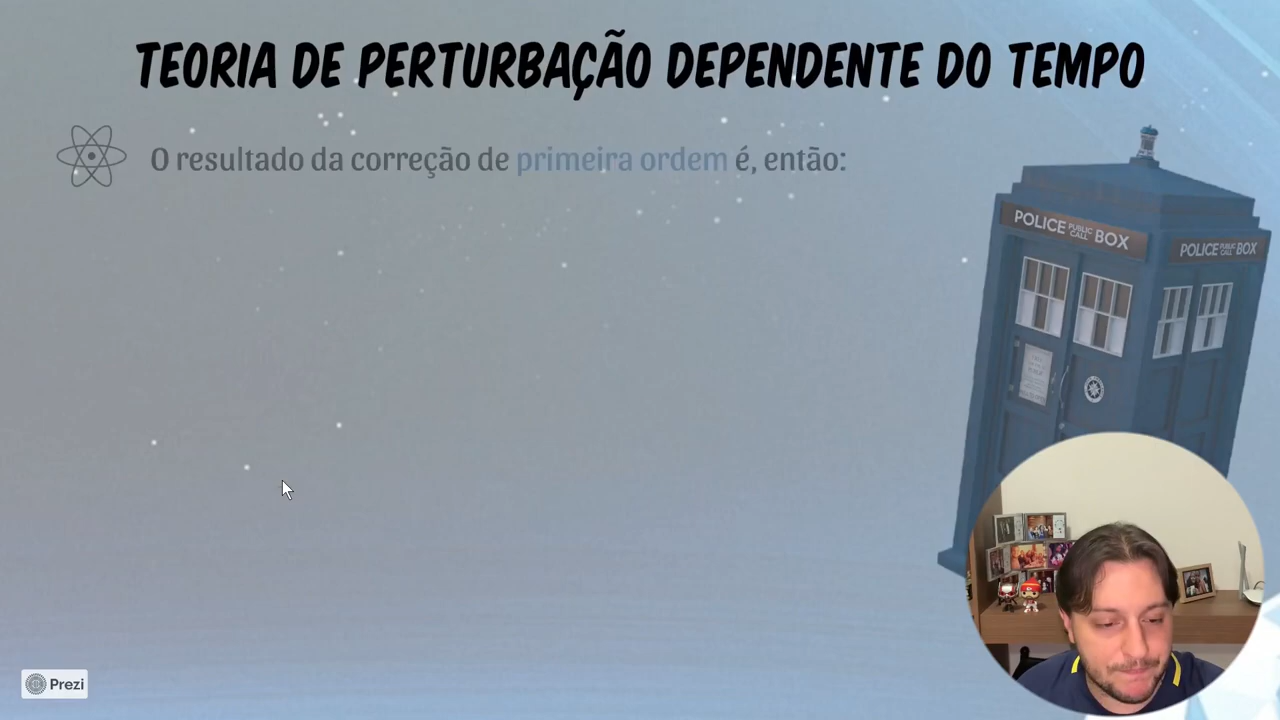 TEORIA DE PERTURBAÇÃO DEPENDENTE DO TEMPO
O resultado da correção de primeira ordem é, então:
POLICE PUBLIC CALL BOX
POLICE PUBLIC CALL BOX
Prezi